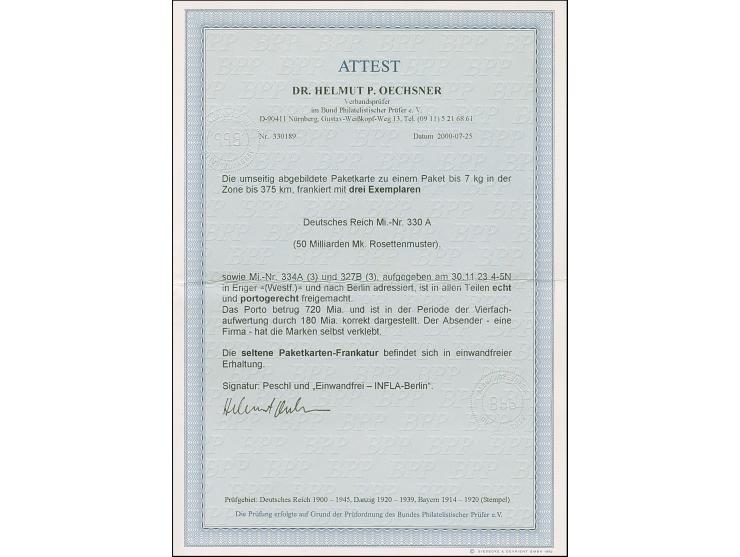 ATTEST
DR. HELMUT P. OECHSNER
Verbandsprüfer
im Bund Philatelistischer Prüfer e. V.
D-90411 Nürnberg, Gustav-Weißkopf-Weg 13, Tel. (09 11) 5 21 68 61
Nr. 330189 Datum 2000-07-25
Die umseitig abgebildete Paketkarte zu einem Paket bis 7 kg in der
Zone bis 375 km, frankiert mit drei Exemplaren
Deutsches Reich Mi.-Nr. 330 A
(50 Milliarden Mk. Rosettenmuster),
sowie Mi.-Nr. 334A (3) und 327B (3), aufgegeben am 30.11.23 4-5N
in Eriger *(Westf.)* und nach Berlin adressiert, ist in allen Teilen echt
und portogerecht freigemacht.
Das Porto betrug 720 Mia. und ist in der Periode der Vierfach-
aufwertung durch 180 Mia. korrekt dargestellt. Der Absender - eine
Firma - hat die Marken selbst verklebt.
Die seltene Paketkarten-Frankatur befindet sich in einwandfreier
Erhaltung.
Signatur: Peschl und „Einwandfrei – INFLA-Berlin“.
Helmut Oechsner
Prüfgebiet: Deutsches Reich 1900 – 1945, Danzig 1920 – 1939, Bayern 1914 – 1920 (Stempel)
Die Prüfung erfolgte auf Grund der Prüfordnung des Bundes Philatelistischer Prüfer e.V.
© GIESECKE & DEVRIENT GMBH 1992